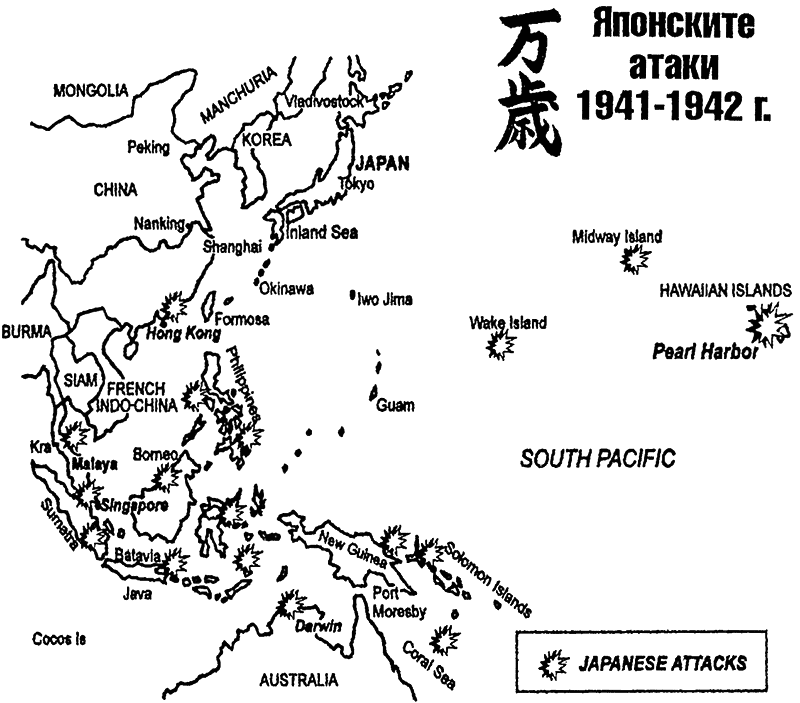 万歳
Японските
атаки
1941-1942 г.
MONGOLIA
MANCHURIA
Vladivostock
Peking
KOREA
JAPAN
Tokyo
CHINA
Nanking
Shanghai
Inland Sea
Midway Island
Okinawa
Iwo Jima
HAWAIIAN ISLANDS
Formosa
Wake Island
BURMA
Hong Kong
Pearl Harbor
SIAM
FRENCH
INDO-CHINA
Philippines
Guam
Kra
Malaya
Borneo
SOUTH PACIFIC
Singapore
Sumatra
Batavia
New Guinea
Solomon Islands
Java
Port
Moresby
Darwin
Cocos Is
Coral Sea
AUSTRALIA
JAPANESE ATTACKS